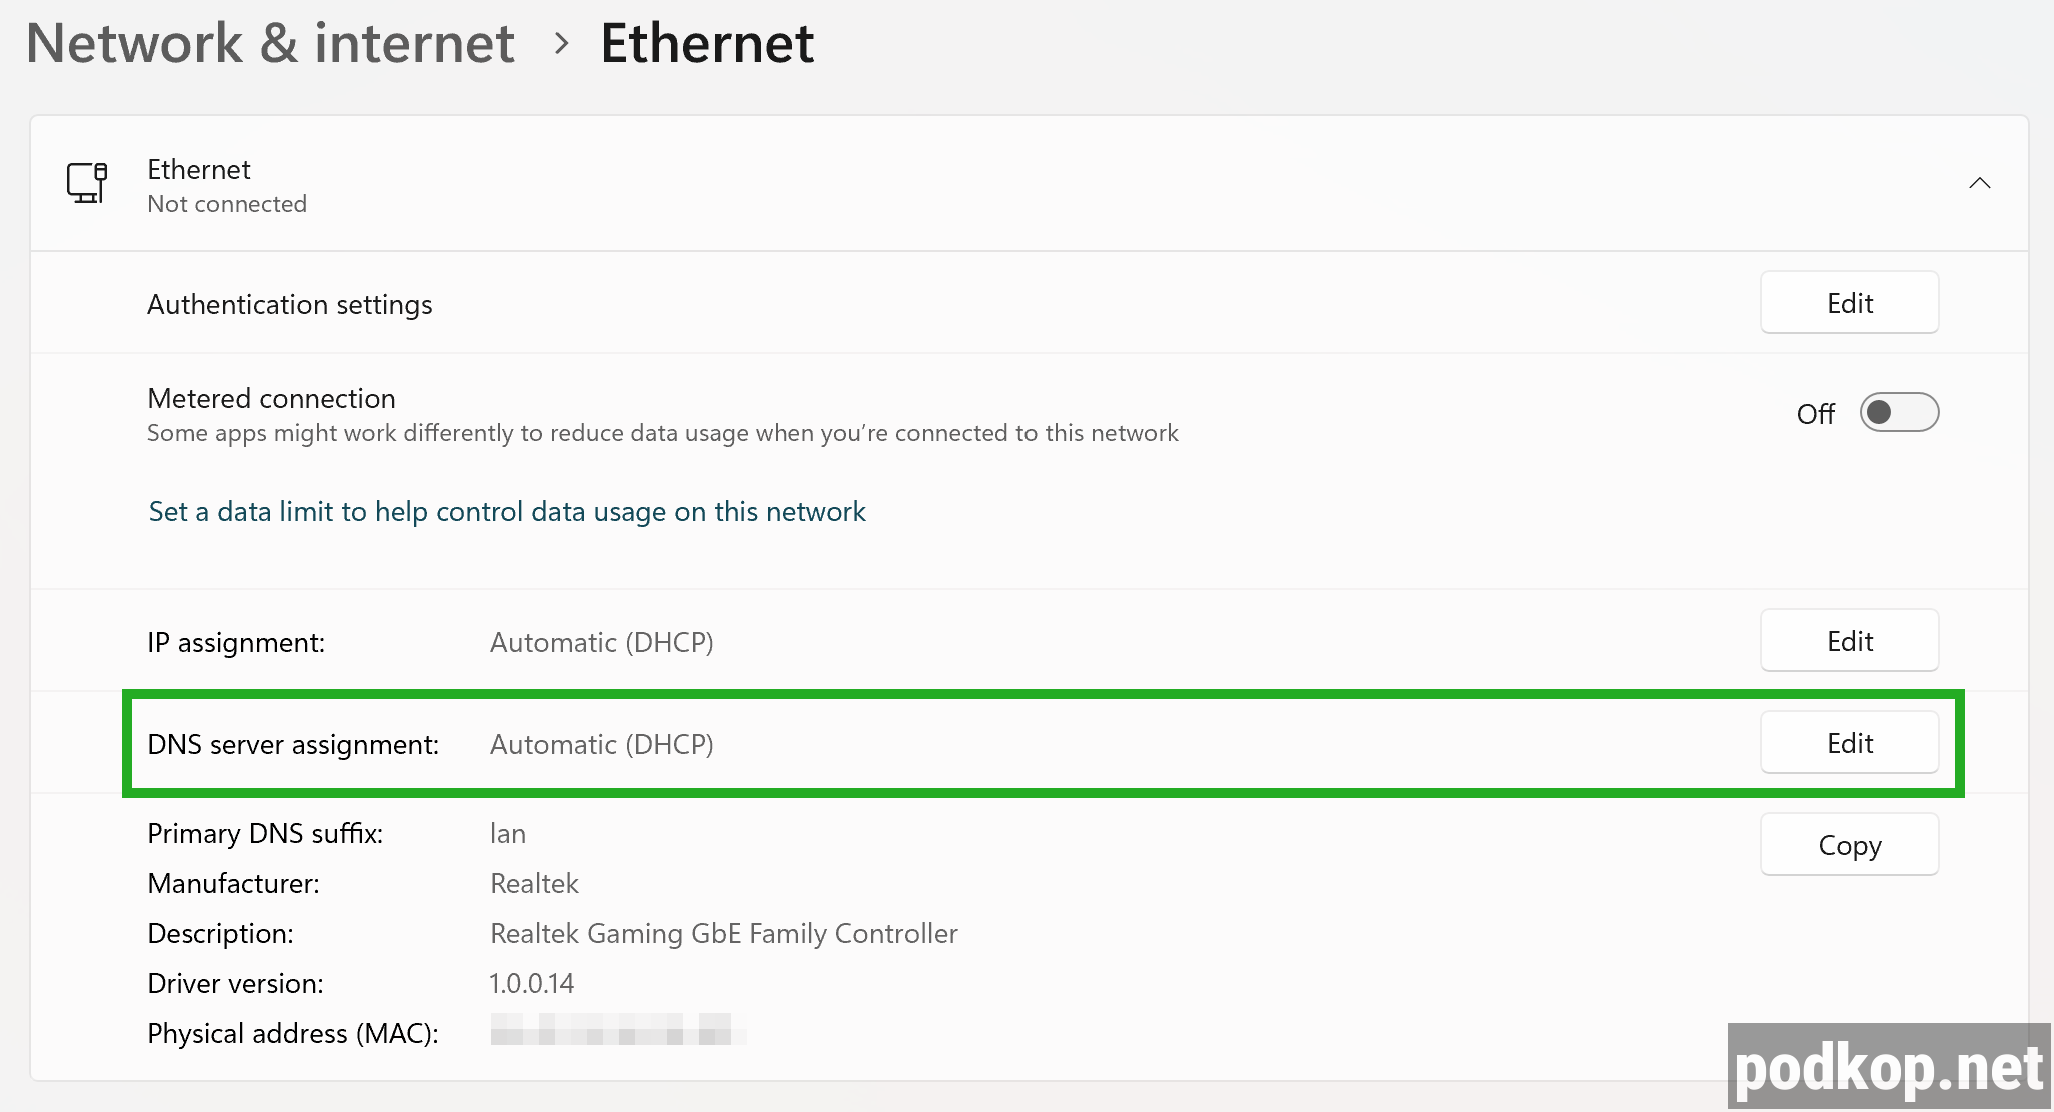 Network & internet > Ethernet
Ethernet
Not connected
Authentication settings Edit
Metered connection
Some apps might work differently to reduce data usage when you’re connected to this network Off
Set a data limit to help control data usage on this network
IP assignment: Automatic (DHCP) Edit
DNS server assignment: Automatic (DHCP) Edit
Primary DNS suffix: lan Copy
Manufacturer: Realtek
Description: Realtek Gaming GbE Family Controller
Driver version: 1.0.0.14
Physical address (MAC):
podkop.net